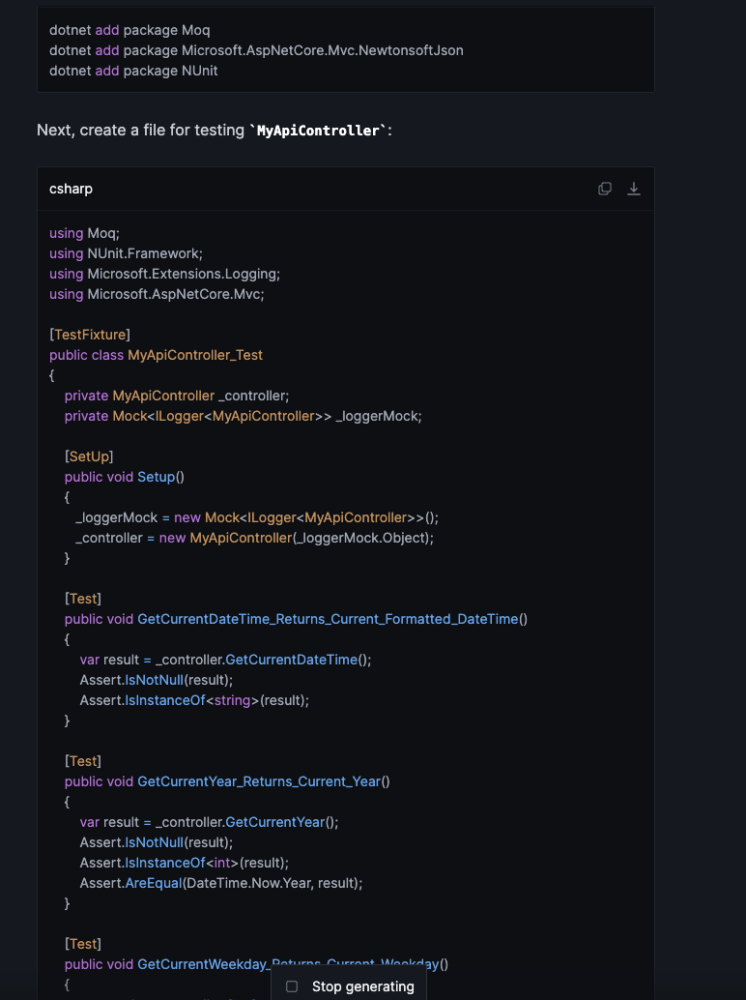 dotnet add package Moq
dotnet add package Microsoft.AspNetCore.Mvc.NewtonsoftJson
dotnet add package NUnit
Next, create a file for testing `MyApiController`:
csharp
using Moq;
using NUnit.Framework;
using Microsoft.Extensions.Logging;
using Microsoft.AspNetCore.Mvc;
[TestFixture]
public class MyApiController_Test
{
private MyApiController _controller;
private Mock<ILogger<MyApiController>> _loggerMock;
[SetUp]
public void Setup()
{
_loggerMock = new Mock<ILogger<MyApiController>>();
_controller = new MyApiController(_loggerMock.Object);
}
[Test]
public void GetCurrentDateTime_Returns_Current_Formatted_DateTime()
{
var result = _controller.GetCurrentDateTime();
Assert.IsNotNull(result);
Assert.IsInstanceOf<string>(result);
}
[Test]
public void GetCurrentYear_Returns_Current_Year()
{
var result = _controller.GetCurrentYear();
Assert.IsNotNull(result);
Assert.IsInstanceOf<int>(result);
Assert.AreEqual(DateTime.Now.Year, result);
}
[Test]
public void GetCurrentWeekday_Returns_Current_Weekday()
{
Stop generating